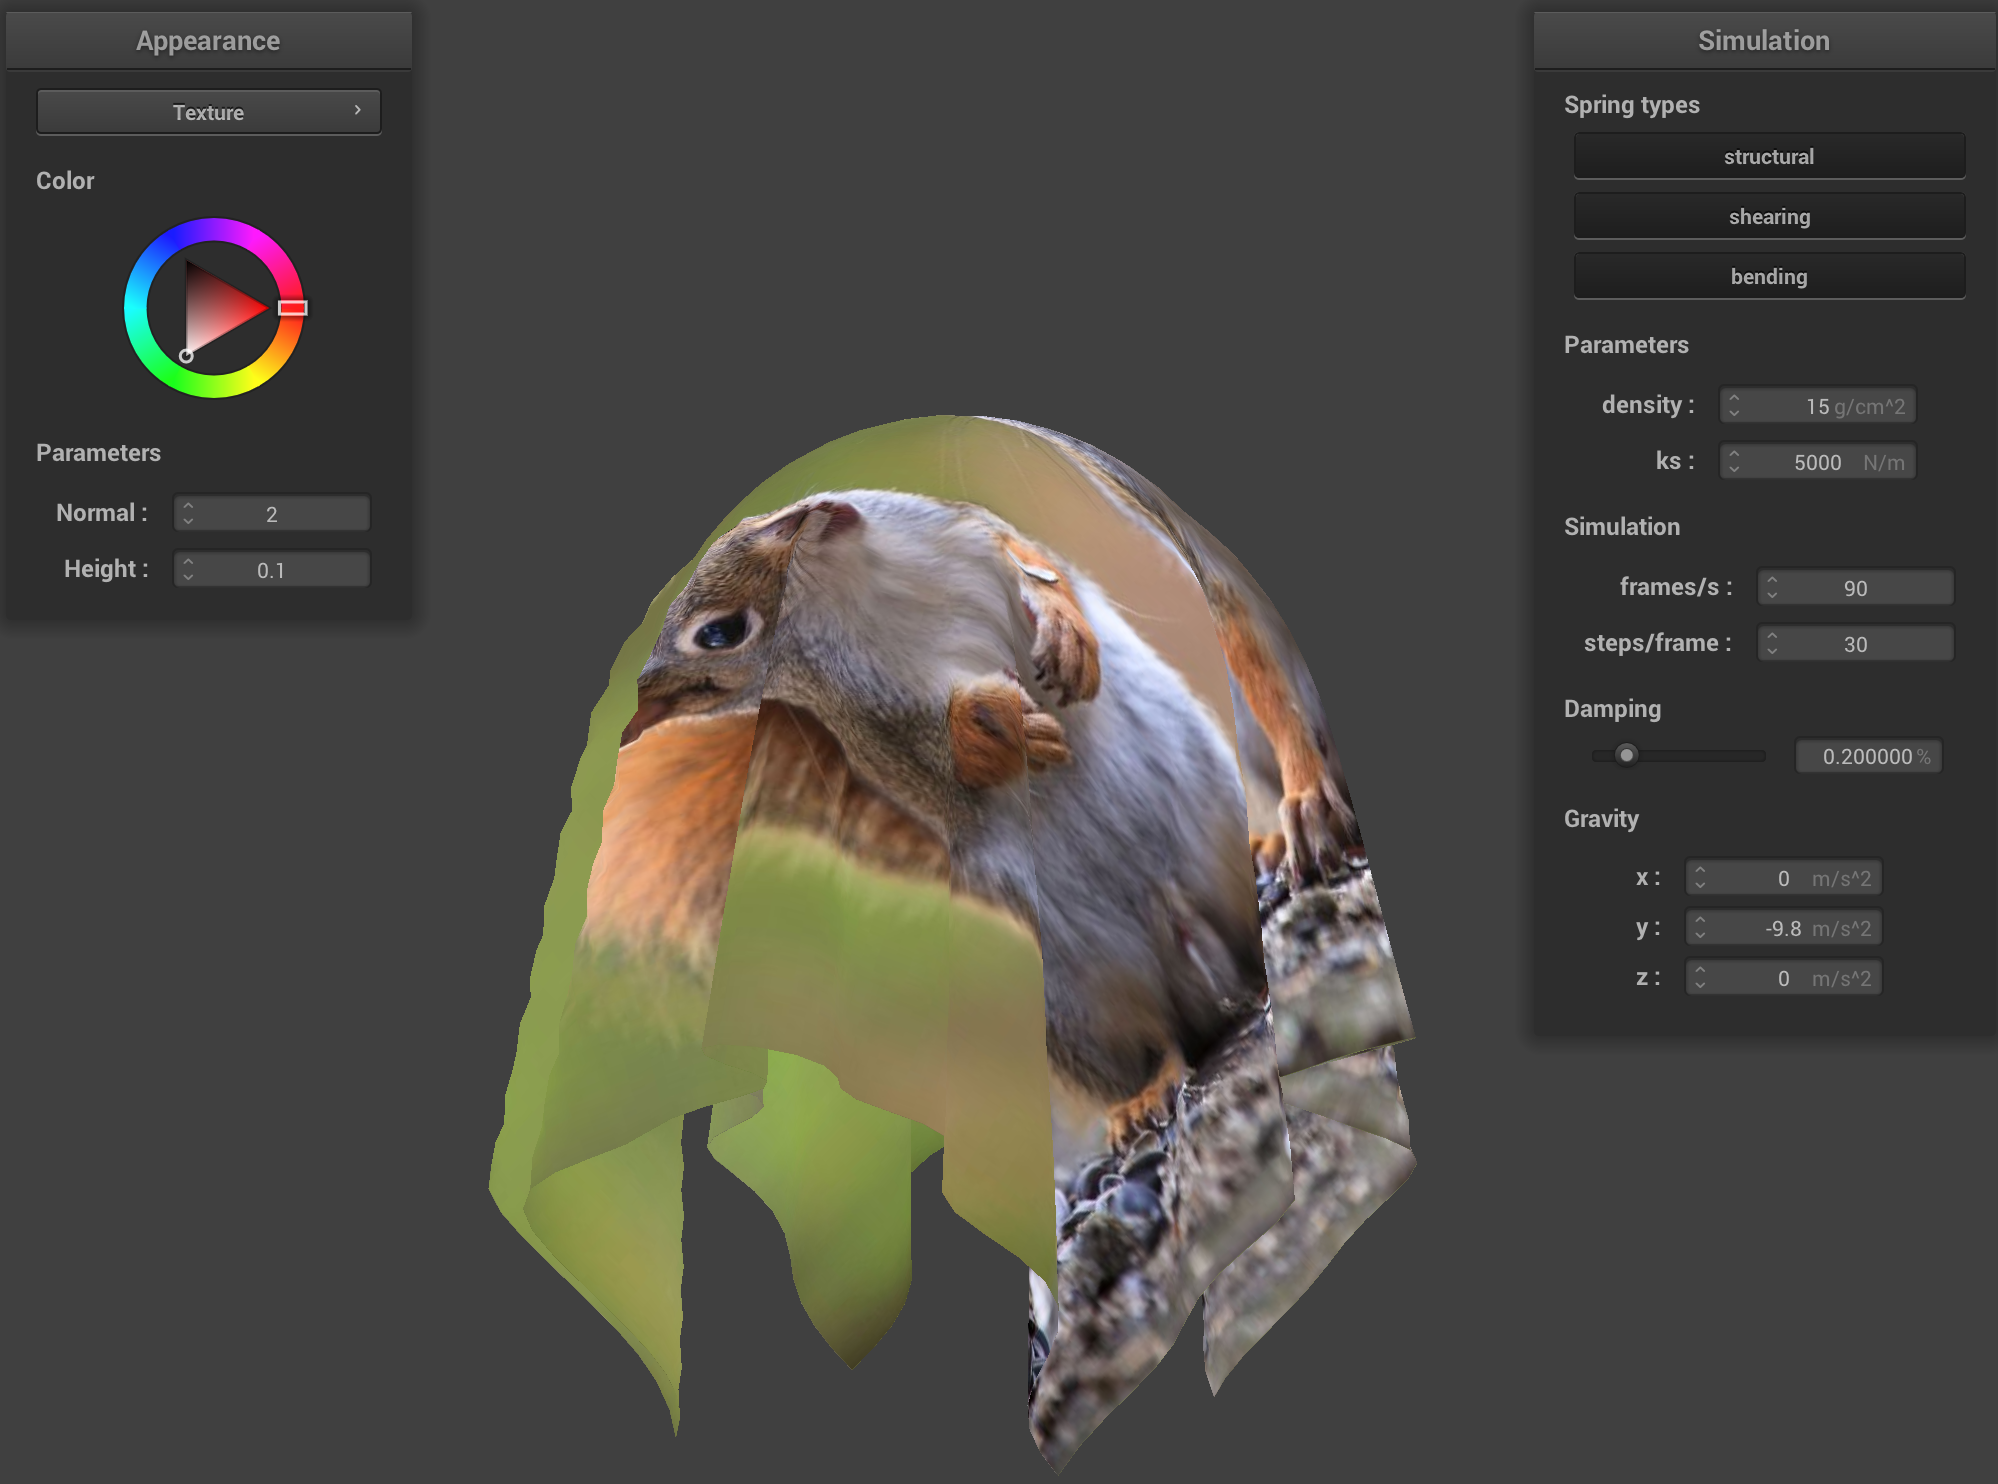 Appearance
Texture
Color
Parameters
Normal : 2
Height : 0.1
Simulation
Spring types
structural
shearing
bending
Parameters
density : 15 g/cm^2
ks : 5000 N/m
Simulation
frames/s : 90
steps/frame : 30
Damping
0.200000 %
Gravity
x : 0 m/s^2
y : -9.8 m/s^2
z : 0 m/s^2